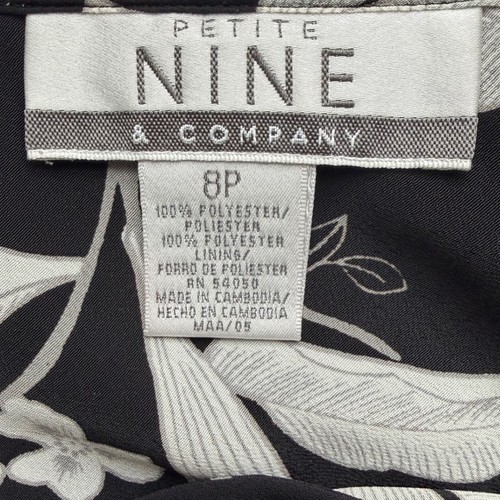 PETITE
NINE
& COMPANY
8P
100% POLYESTER/
POLIESTER
100% POLYESTER
LINING/
FORRO DE POLIESTER
RN 54050
MADE IN CAMBODIA/
HECHO EN CAMBODIA
MAA/05